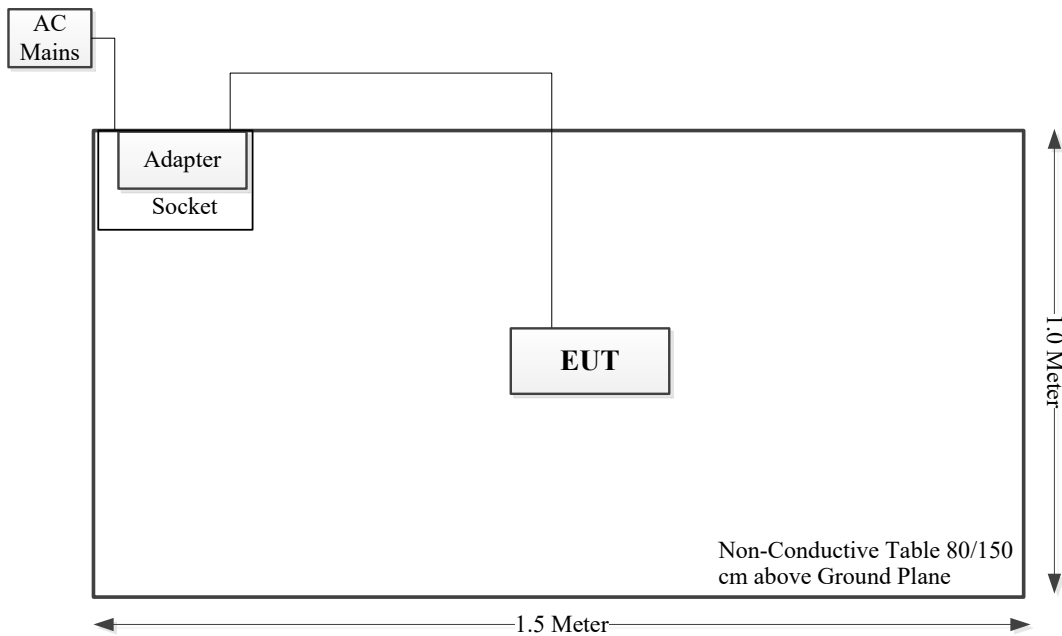 AC
Mains
Adapter
Socket
EUT
1.0 Meter
Non-Conductive Table 80/150
cm above Ground Plane
1.5 Meter